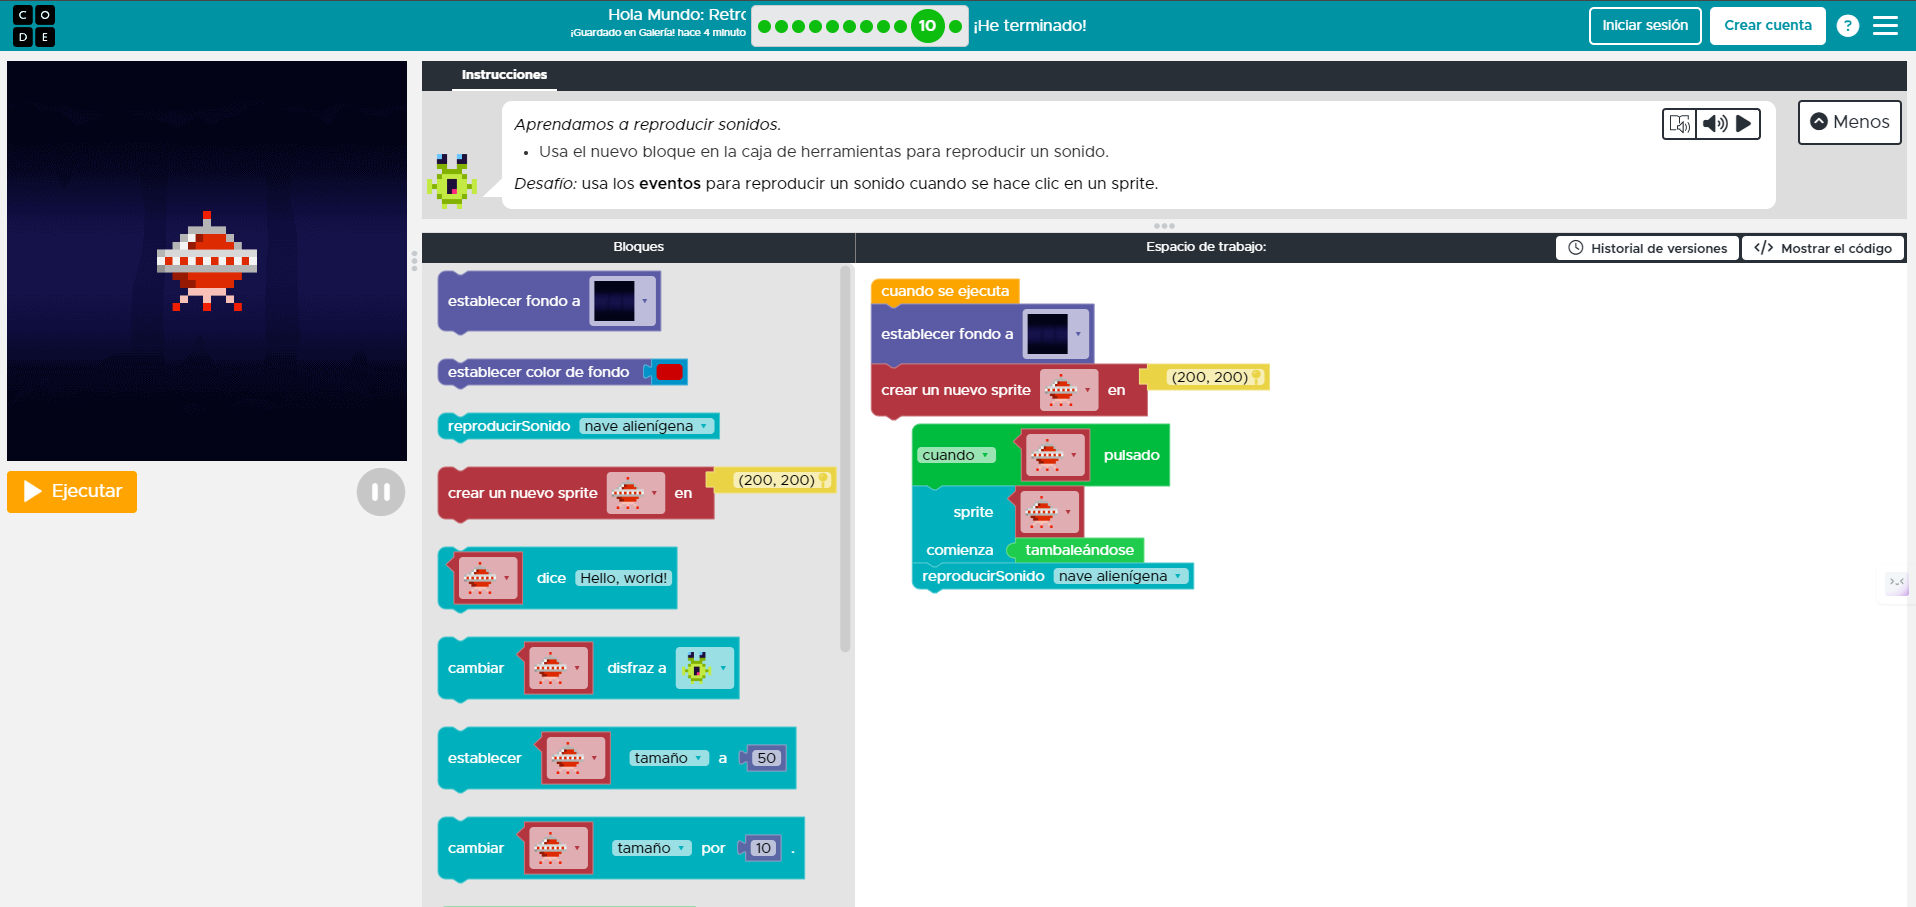 CO
DE
Hola Mundo: Retro
¡Guardado en Galería! hace 4 minuto
10
¡He terminado!
Iniciar sesión
Crear cuenta
?
Instrucciones
Aprendamos a reproducir sonidos.
• Usa el nuevo bloque en la caja de herramientas para reproducir un sonido.
Desafío: usa los eventos para reproducir un sonido cuando se hace clic en un sprite.
Menos
Ejecutar
Bloques
Espacio de trabajo:
Historial de versiones
</> Mostrar el código
establecer fondo a
establecer color de fondo
reproducirSonido nave alienígena
crear un nuevo sprite en (200, 200)
dice Hello, world!
cambiar disfraz a
establecer tamaño a 50
cambiar tamaño por 10 .
cuando se ejecuta
establecer fondo a
crear un nuevo sprite en (200, 200)
cuando pulsado
sprite
comienza tambaleándose
reproducirSonido nave alienígena